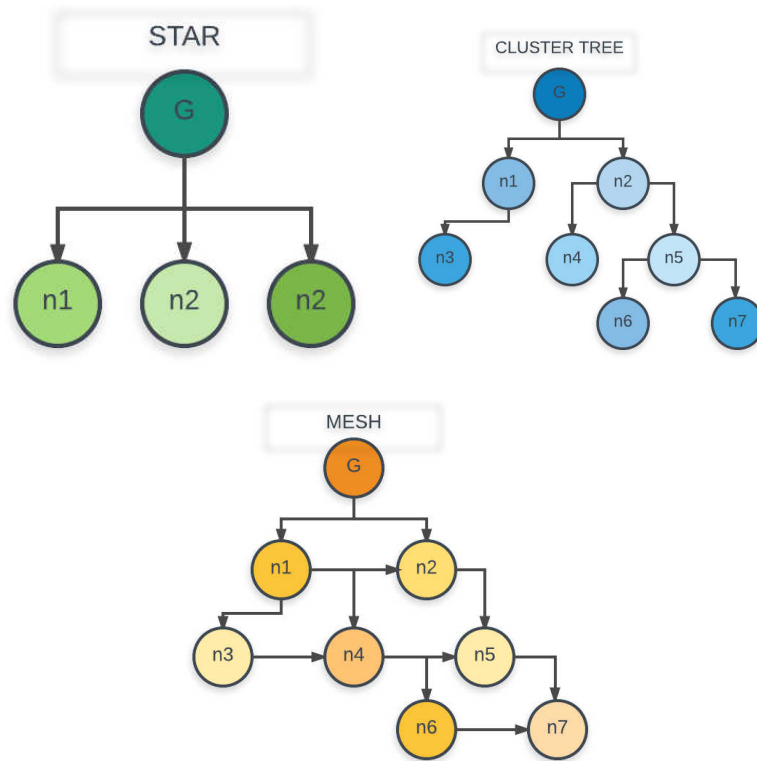 STAR
G
n1 n2 n2
CLUSTER TREE
G
n1 n2
n3 n4 n5
n6 n7
MESH
G
n1 n2
n3 n4 n5
n6 n7